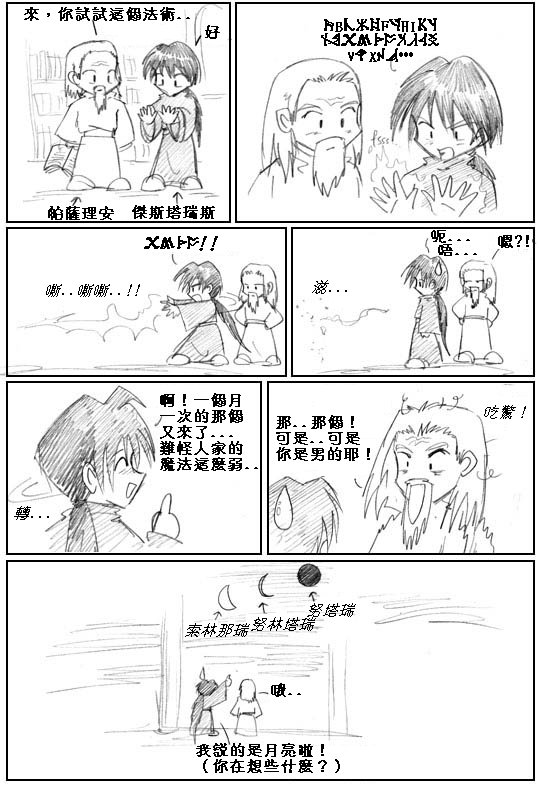 來，你試試這個法術..
好
帕薩理安
傑斯塔瑞斯
嘶..嘶嘶..!!
呃...
唔...
嗯?!
滋...
啊！一個月
一次的那個
又來了...
難怪人家的
魔法這麼弱..
轉...
那..那個！
可是..可是
你是男的耶！
吃驚！
索林那瑞
努林塔瑞
努塔瑞
哦..
我說的是月亮啦！
（你在想些什麼？）